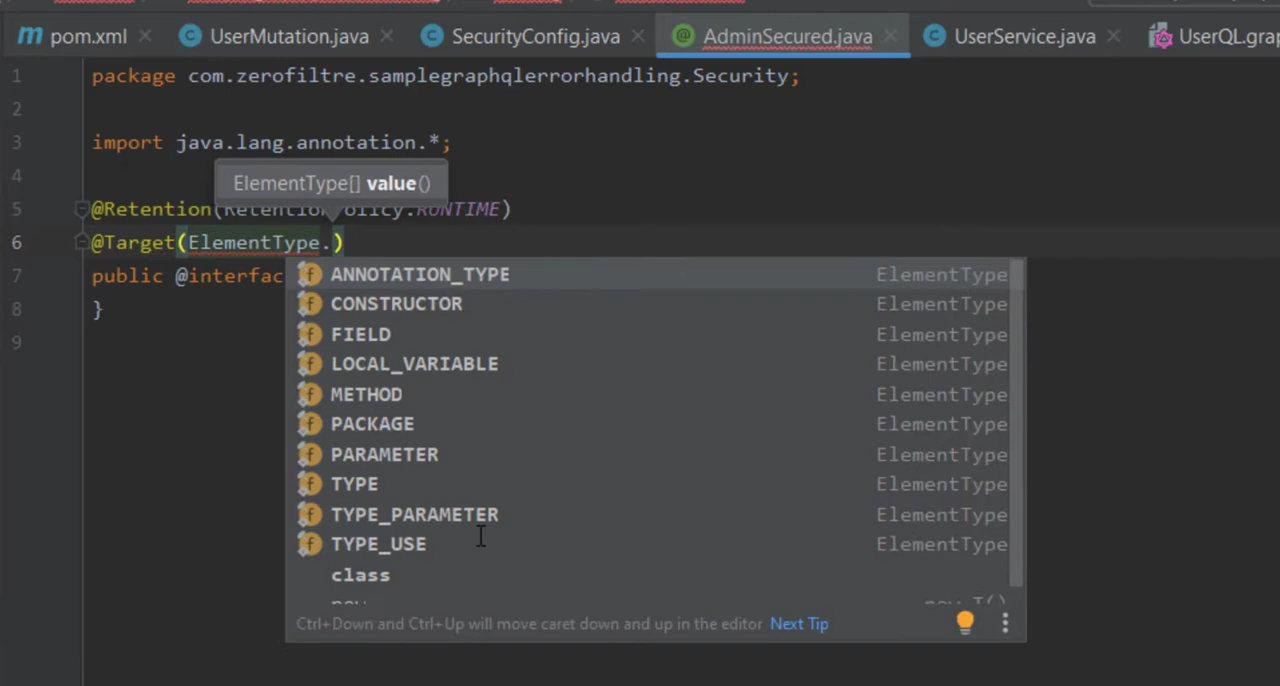 pom.xml UserMutation.java SecurityConfig.java AdminSecured.java UserService.java UserQL.gra
1 package com.zerofiltre.samplegraphqlerrorhandling.Security;
2
3 import java.lang.annotation.*;
4
ElementType[] value()
5 @Retention(RetentionPolicy.RUNTIME)
6 @Target(ElementType.)
7 public @interfac
8 }
9
ANNOTATION_TYPE ElementType
CONSTRUCTOR ElementType
FIELD ElementType
LOCAL_VARIABLE ElementType
METHOD ElementType
PACKAGE ElementType
PARAMETER ElementType
TYPE ElementType
TYPE_PARAMETER ElementType
TYPE_USE ElementType
class
Ctrl+Down and Ctrl+Up will move caret down and up in the editor Next Tip